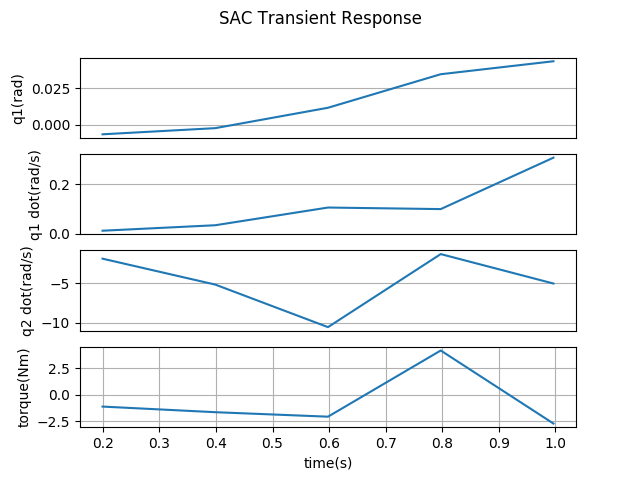 SAC Transient Response
q1(rad)
0.025
0.000
q1 dot(rad/s)
0.2
0.0
q2 dot(rad/s)
−5
−10
torque(Nm)
2.5
0.0
−2.5
0.2 0.3 0.4 0.5 0.6 0.7 0.8 0.9 1.0
time(s)